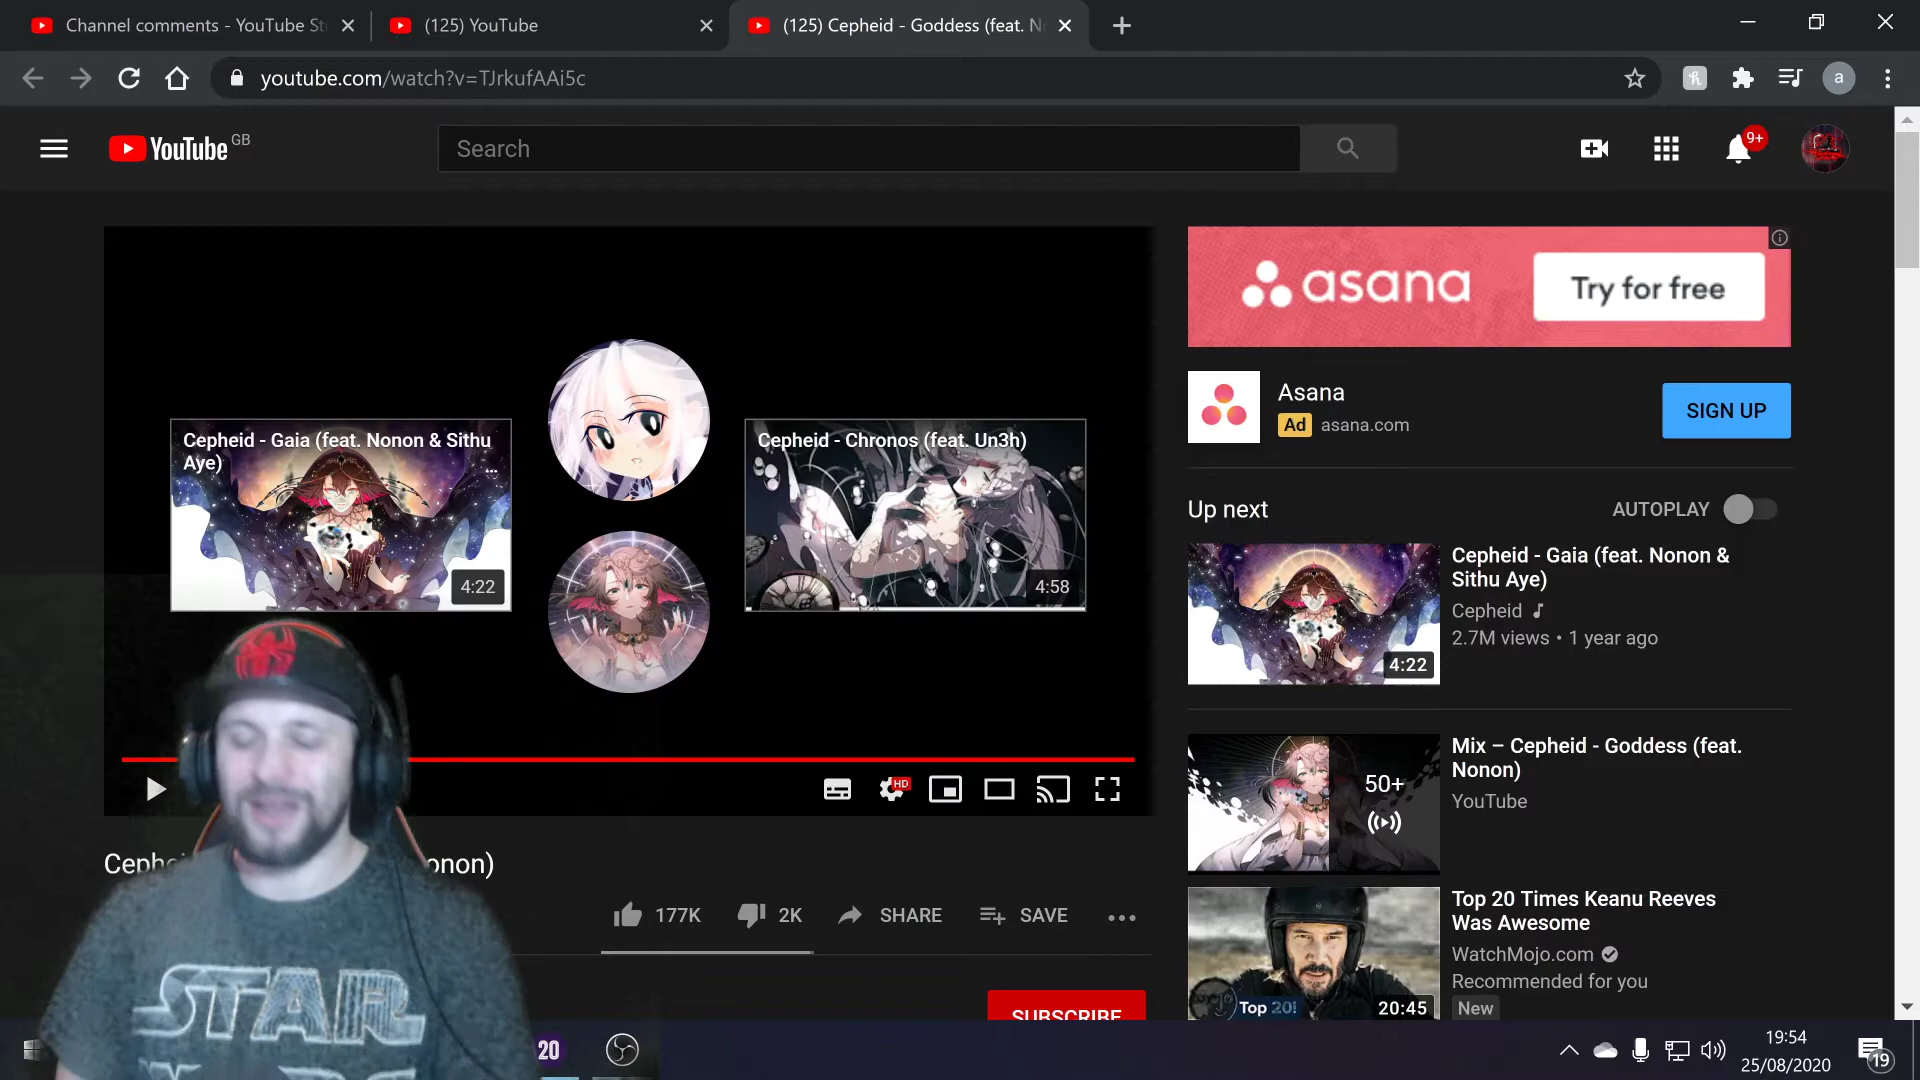 Channel comments - YouTube St
(125) YouTube
(125) Cepheid - Goddess (feat. N
youtube.com/watch?v=TJrkufAAi5c
a
YouTube GB
Search
9+
asana
Try for free
Asana
Ad asana.com
SIGN UP
Cepheid - Gaia (feat. Nonon & Sithu
Aye)
...
4:22
Cepheid - Chronos (feat. Un3h)
4:58
Up next
AUTOPLAY
Cepheid - Gaia (feat. Nonon &
Sithu Aye)
Cepheid
2.7M views • 1 year ago
4:22
Mix – Cepheid - Goddess (feat.
Nonon)
YouTube
50+
HD
Cephei onon)
177K
2K
SHARE
SAVE
Top 20 Times Keanu Reeves
Was Awesome
WatchMojo.com
Recommended for you
New
Top 20!
20:45
SUBSCRIBE
STAR
20
19:54
25/08/2020
19